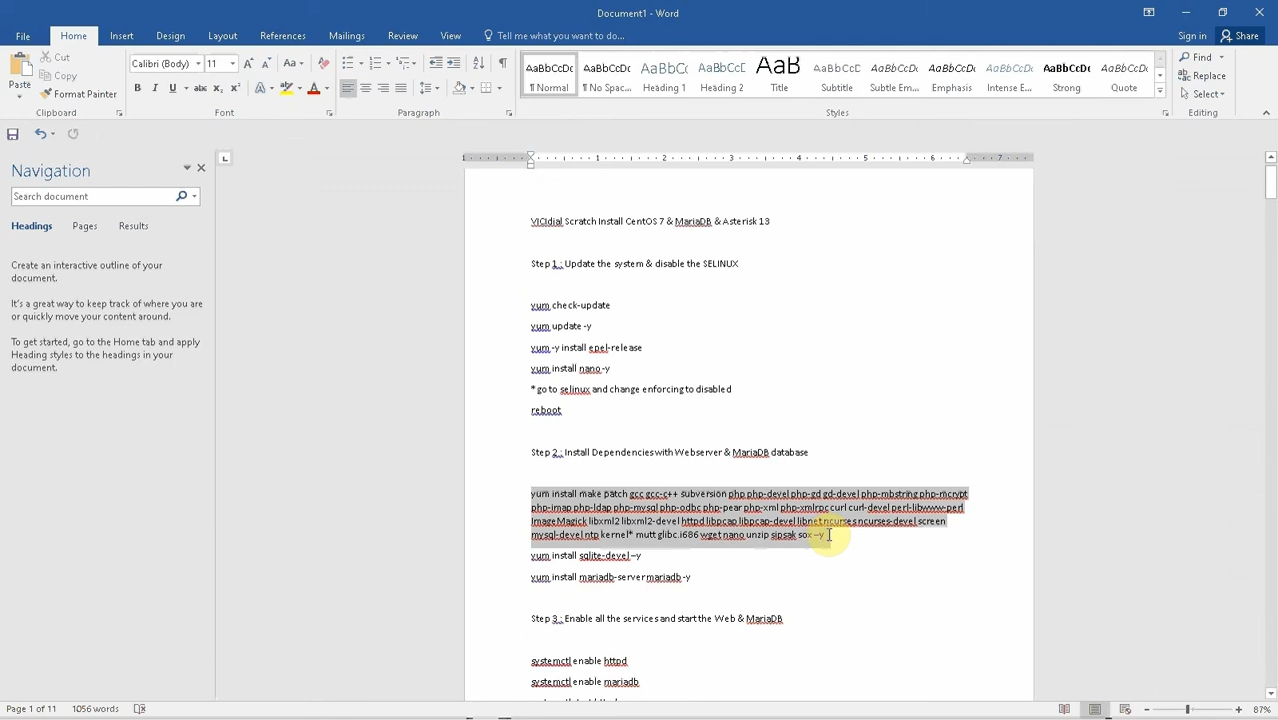 Document1 - Word
Sign in
Share
File
Home
Insert
Design
Layout
References
Mailings
Review
View
Tell me what you want to do...
Paste
Cut
Copy
Format Painter
Clipboard
Calibri (Body)
11
Font
Paragraph
AaBbCcDc
¶ Normal
AaBbCcDc
¶ No Spac...
AaBbCc
Heading 1
AaBbCcD
Heading 2
AaB
Title
AaBbCcD
Subtitle
AaBbCcDc
Subtle Em...
AaBbCcDc
Emphasis
AaBbCcDc
Intense E...
AaBbCcDc
Strong
AaBbCcDc
Quote
Styles
Find
Replace
Select
Editing
Navigation
Search document
Headings
Pages
Results
Create an interactive outline of your
document.
It's a great way to keep track of where you are
or quickly move your content around.
To get started, go to the Home tab and apply
Heading styles to the headings in your
document.
1 1 2 3 4 5 6 7
VICIdial Scratch Install CentOS 7 & MariaDB & Asterisk 13
Step 1 : Update the system & disable the SELINUX
yum check-update
yum update -y
yum -y install epel-release
yum install nano -y
* go to selinux and change enforcing to disabled
reboot
Step 2 : Install Dependencies with Webserver & MariaDB database
yum install make patch gcc gcc-c++ subversion php php-devel php-gd gd-devel php-mbstring php-mcrypt
php-imap php-ldap php-mysql php-odbc php-pear php-xml php-xmlrpc curl curl-devel perl-libwww-perl
ImageMagick libxml2 libxml2-devel httpd libpcap libpcap-devel libnet ncurses ncurses-devel screen
mysql-devel ntp kernel* mutt glibc.i686 wget nano unzip sipsak sox –y
yum install sqlite-devel –y
yum install mariadb-server mariadb -y
Step 3 : Enable all the services and start the Web & MariaDB
systemctl enable httpd
systemctl enable mariadb
Page 1 of 11
1056 words
87%